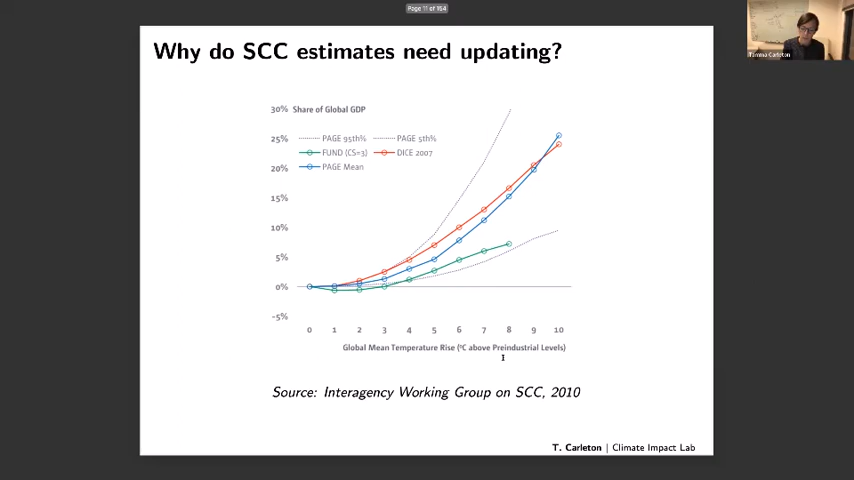 Page 11 of 154
Tamma Carleton
Why do SCC estimates need updating?
30% Share of Global GDP
PAGE 95th% PAGE 5th%
25%
FUND (CS=3) DICE 2007
PAGE Mean
20%
15%
10%
5%
0%
-5%
0 1 2 3 4 5 6 7 8 9 10
Global Mean Temperature Rise (ºC above Preindustrial Levels)
Source: Interagency Working Group on SCC, 2010
T. Carleton | Climate Impact Lab